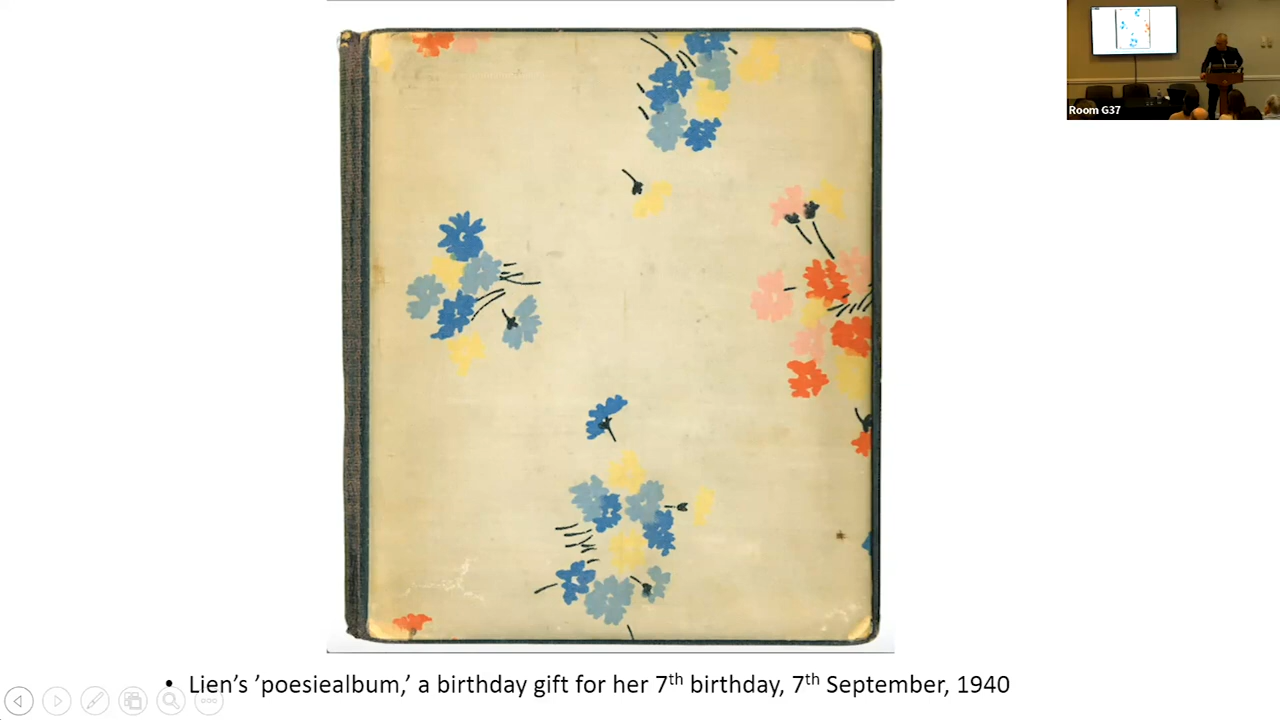 Room G37
• Lien’s ’poesiealbum,’ a birthday gift for her 7th birthday, 7th September, 1940